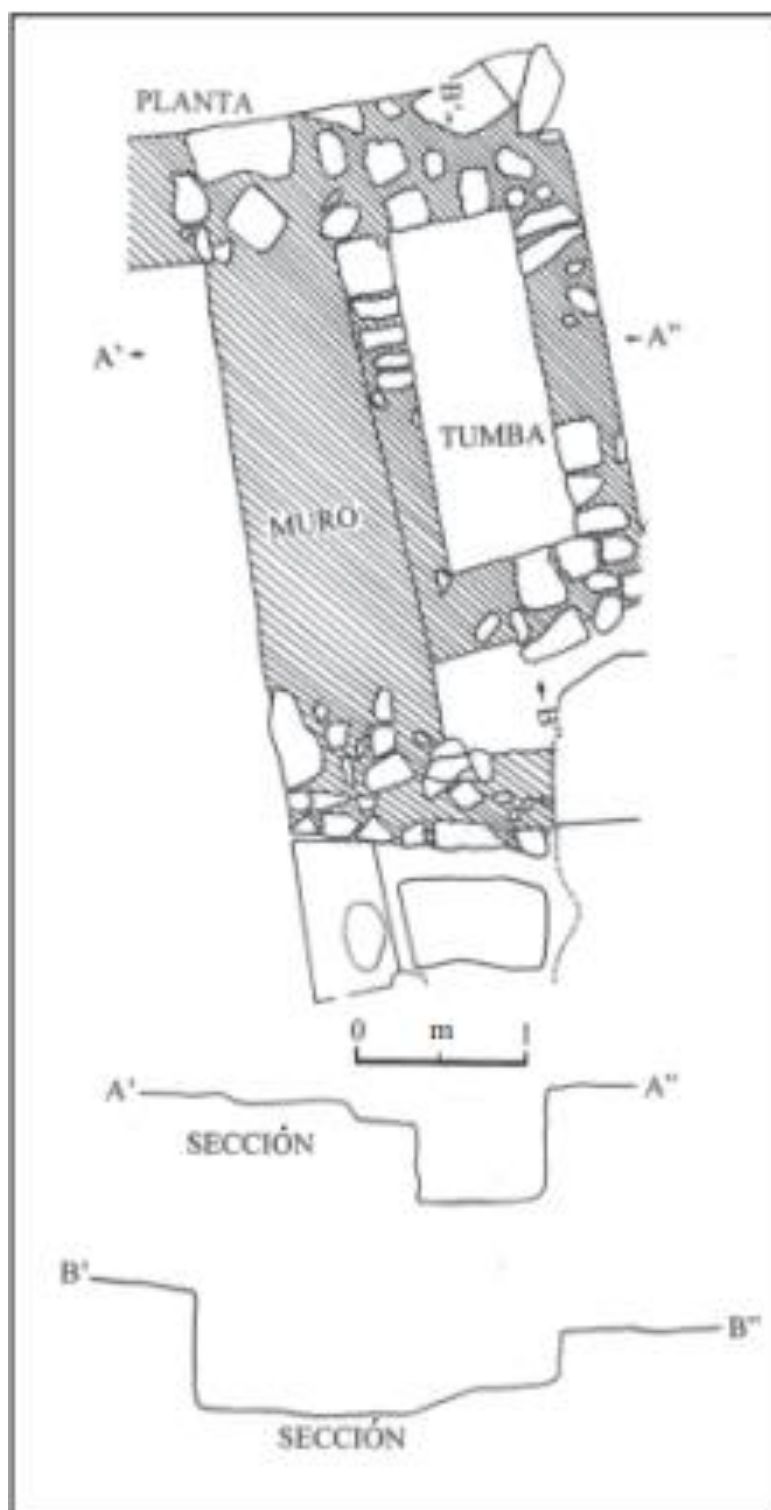 PLANTA
B'
A'
A"
TUMBA
MURO
B"
0 m 1
A' A"
SECCIÓN
B'
B"
SECCIÓN